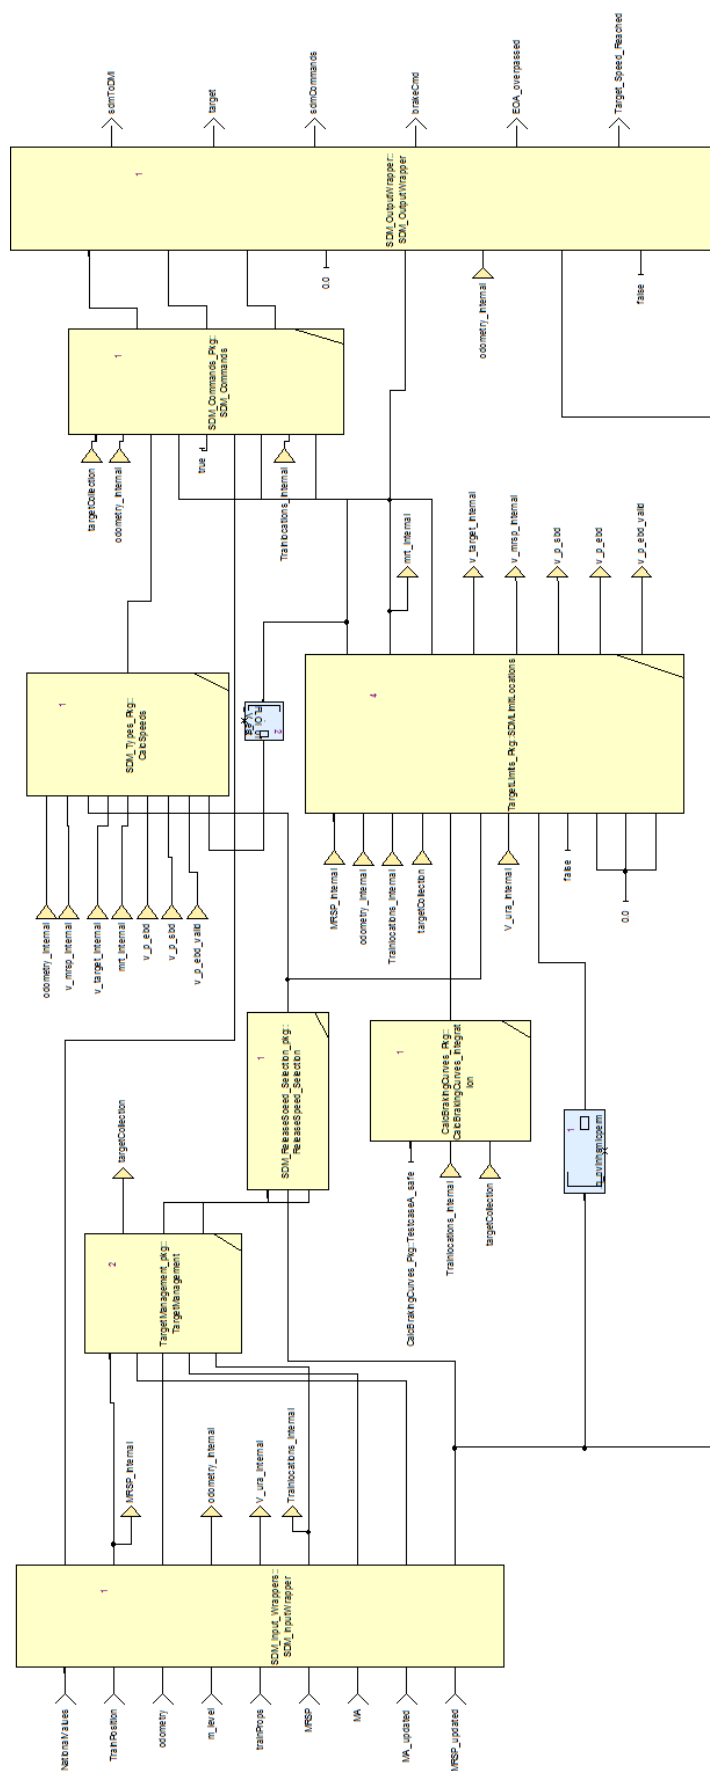 NationalValues
TrainPosition
odometry
m_level
trainProps
MRSP
MA
MA_updated
MRSP_updated
1
SDM_Input_Wrappers::
SDM_InputWrapper
MRSP_internal
odometry_internal
V_ura_internal
Trainlocations_internal
2
TargetManagement_pkg::
TargetManagement
targetCollection
1
SDM_ReleaseSpeed_Selection_pkg::
ReleaseSpeed_Selection
CalcBrakingCurves_Pkg::TestcaseA_safe
Trainlocations_internal
targetCollection
1
CalcBrakingCurves_Pkg::
CalcBrakingCurves_Integrat
ion
1
odometry_internal
v_mrsp_internal
v_target_internal
mrt_internal
v_p_ebd
v_p_sbd
v_p_ebd_valid
1
SDM_Types_Pkg::
CalcSpeeds
2
MRSP_internal
odometry_internal
Trainlocations_internal
targetCollection
V_ura_internal
false
0.0
4
TargetLimits_Pkg::SDMLimitLocations
mrt_internal
v_target_internal
v_mrsp_internal
v_p_sbd
v_p_ebd
v_p_ebd_valid
targetCollection
odometry_internal
true
Trainlocations_internal
1
SDM_Commands_Pkg::
SDM_Commands
0.0
odometry_internal
false
1
SDM_OutputWrapper::
SDM_OutputWrapper
sdmToDMI
target
sdmCommands
brakeCmd
EOA_overpassed
Target_Speed_Reached